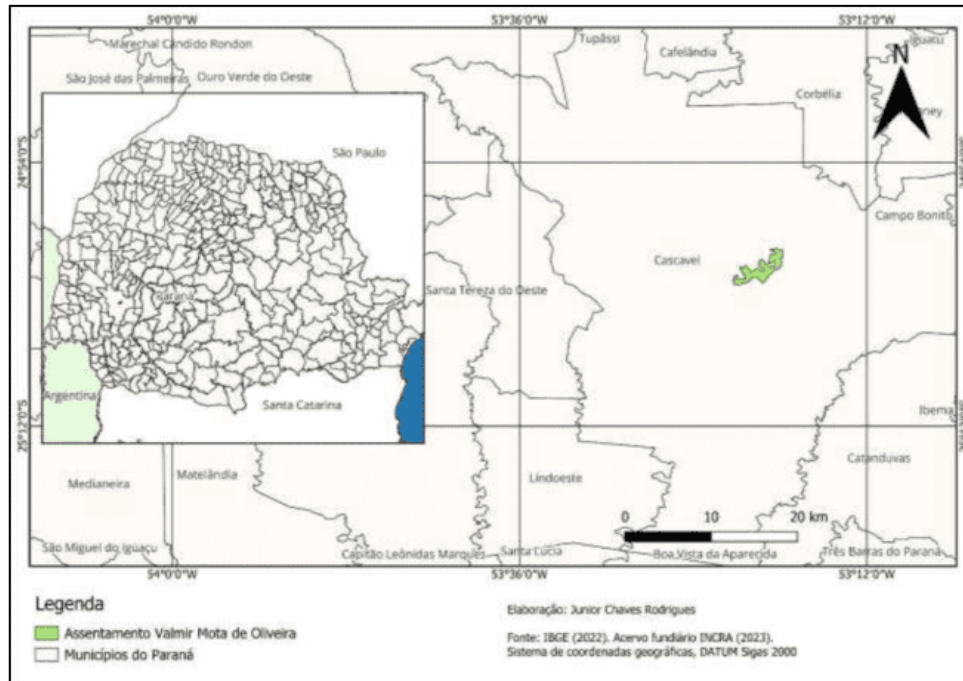 54°0'0"W
53°36'0"W
53°12'0"W
Marechal Cândido Rondon
Tupãssi
Iguatu
Cafelândia
N
São José das Palmeiras
Ouro Verde do Oeste
Corbélia
São Paulo
24°54'0"S
Campo Bonito
Cascavel
Santa Tereza do Oeste
Paraná
Argentina
Santa Catarina
Ibema
25°12'0"S
Catanduvas
Matelândia
Medianeira
Lindoeste
0 10 20 km
São Miguel do Iguaçu
Capitão Leônidas Marques
Santa Lúcia
Boa Vista da Aparecida
Três Barras do Paraná
54°0'0"W
53°36'0"W
53°12'0"W
Legenda
Assentamento Valmir Mota de Oliveira
Municípios do Paraná
Elaboração: Junior Chaves Rodrigues
Fonte: IBGE (2022). Acervo fundiário INCRA (2023).
Sistema de coordenadas geográficas, DATUM Sigas 2000